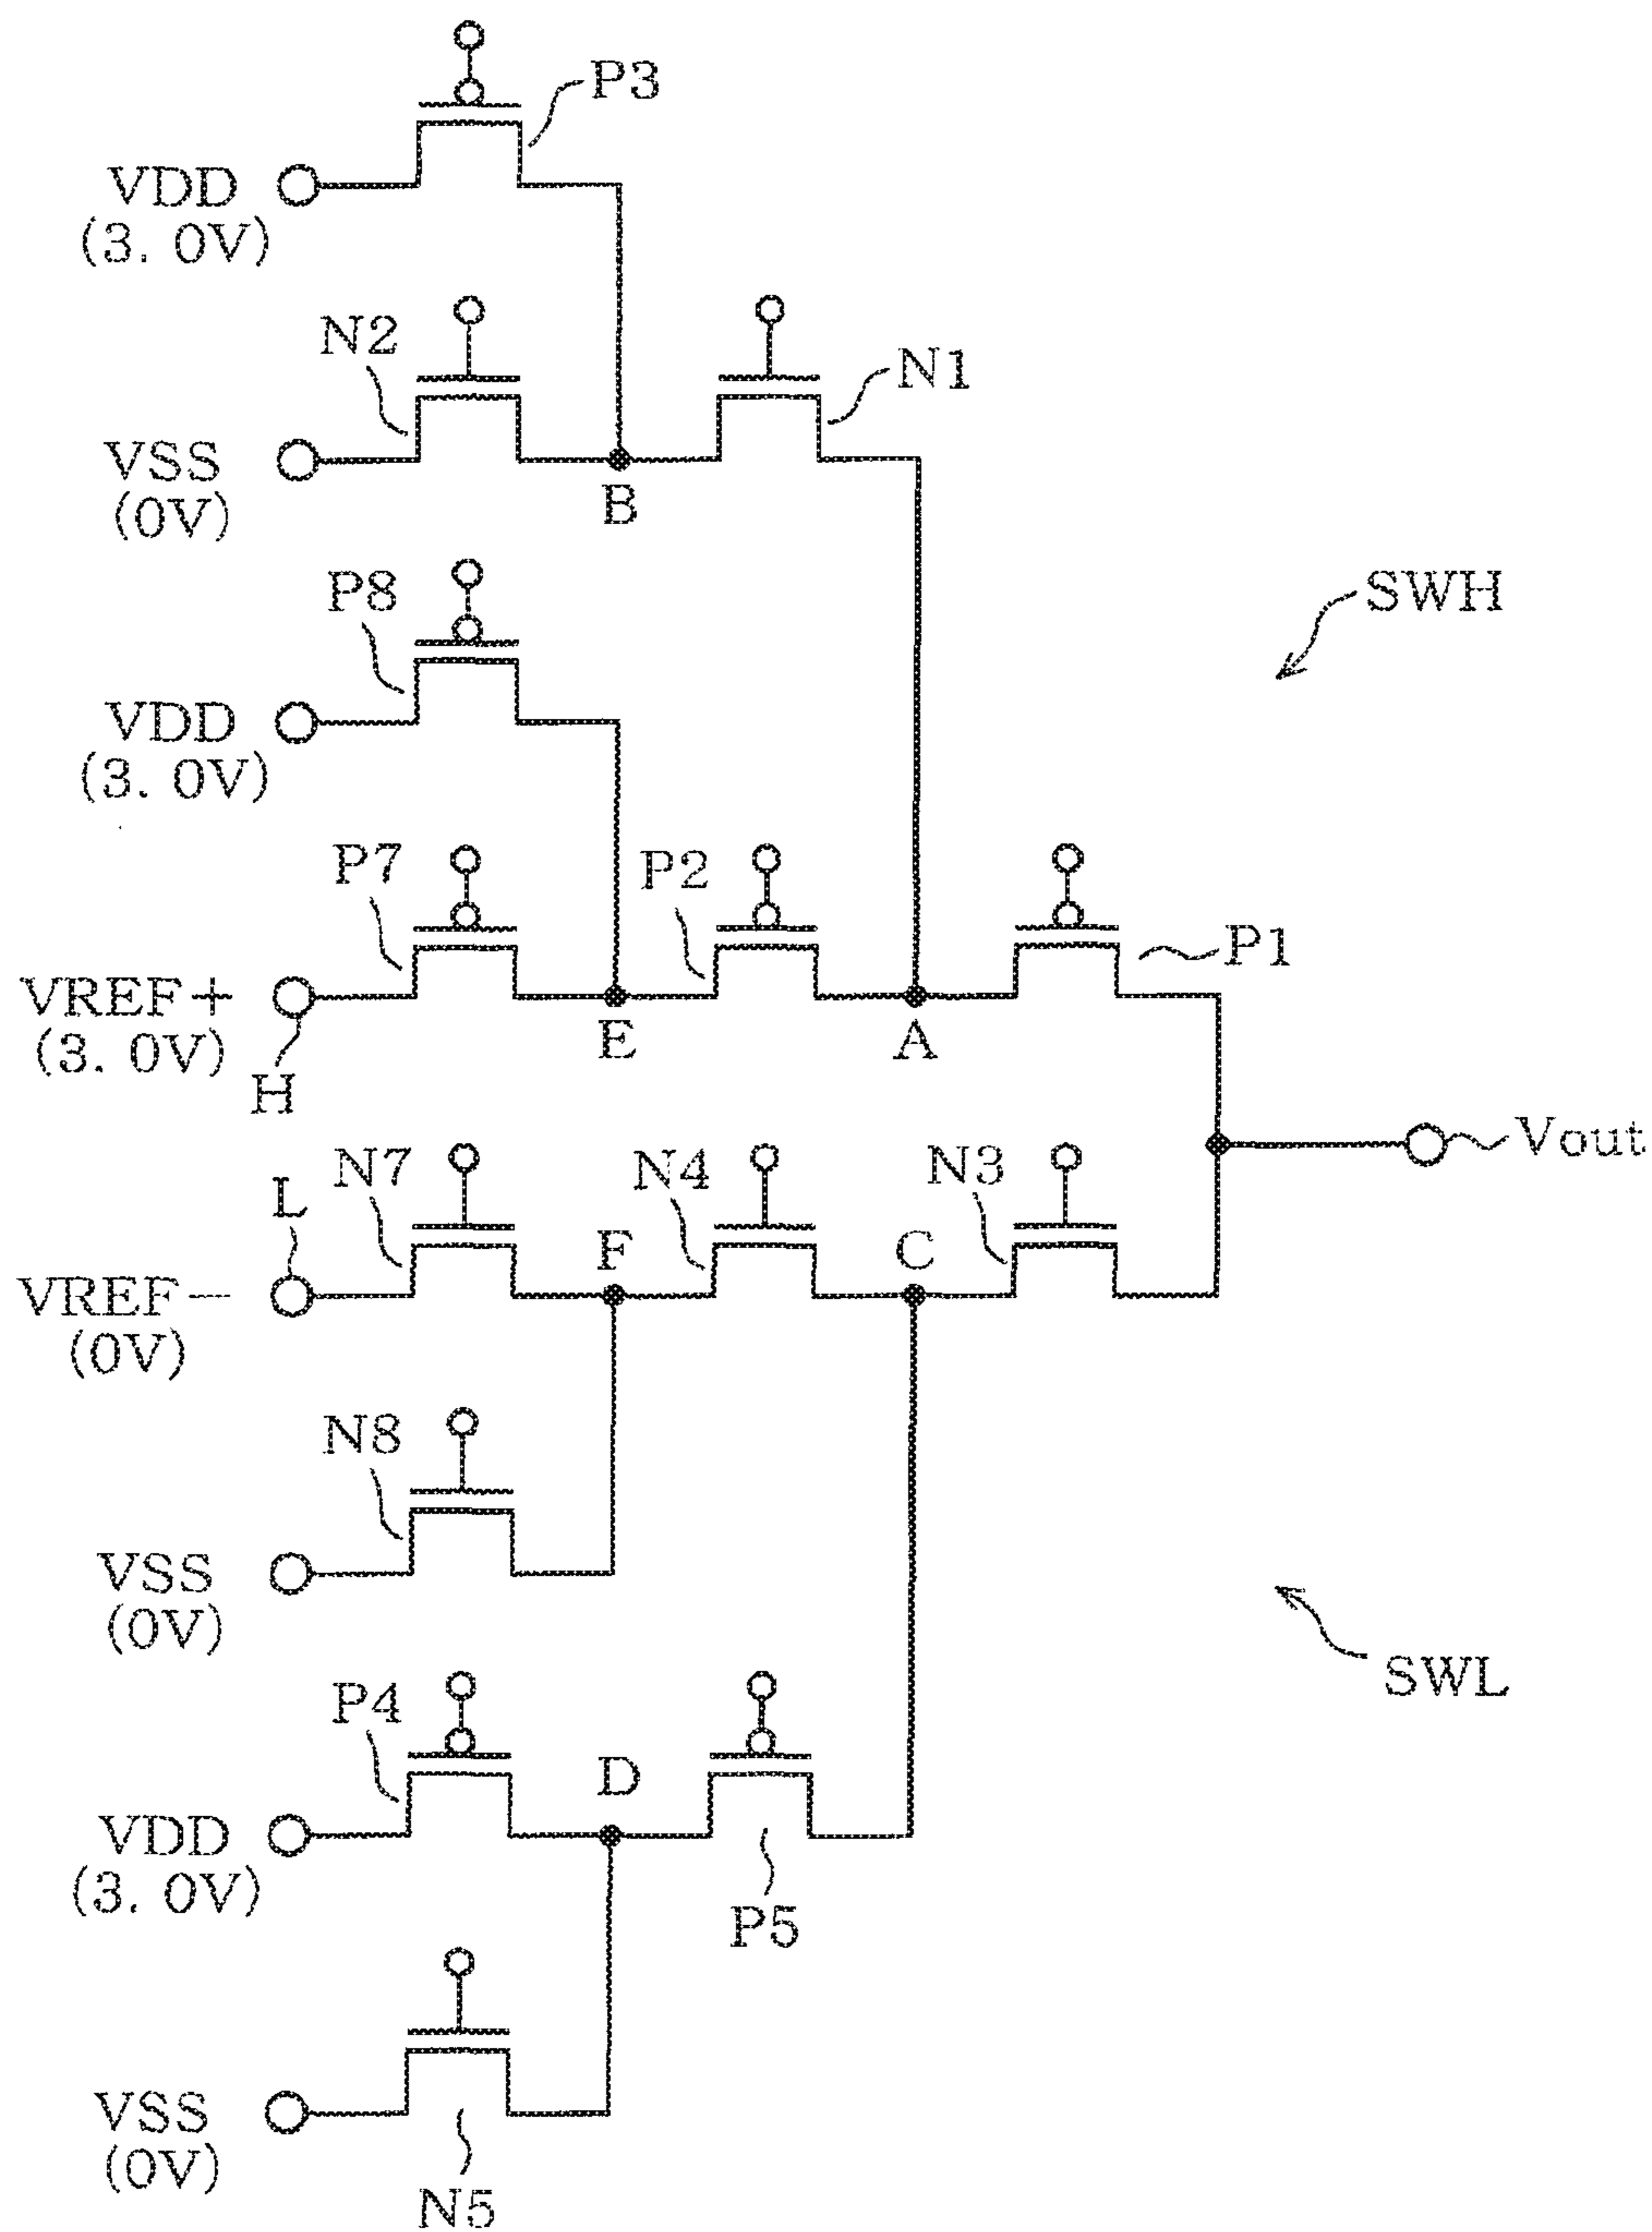 P3
VDD
(3. 0V)
N2
N1
VSS
(0V)
B
P8
SWH
VDD
(3. 0V)
P7
P2
P1
VREF+
(3. 0V)
E
A
H
Vout
N7
N4
N3
L
F
C
VREF−
(0V)
N8
VSS
(0V)
SWL
P4
D
VDD
(3. 0V)
P5
VSS
(0V)
N5